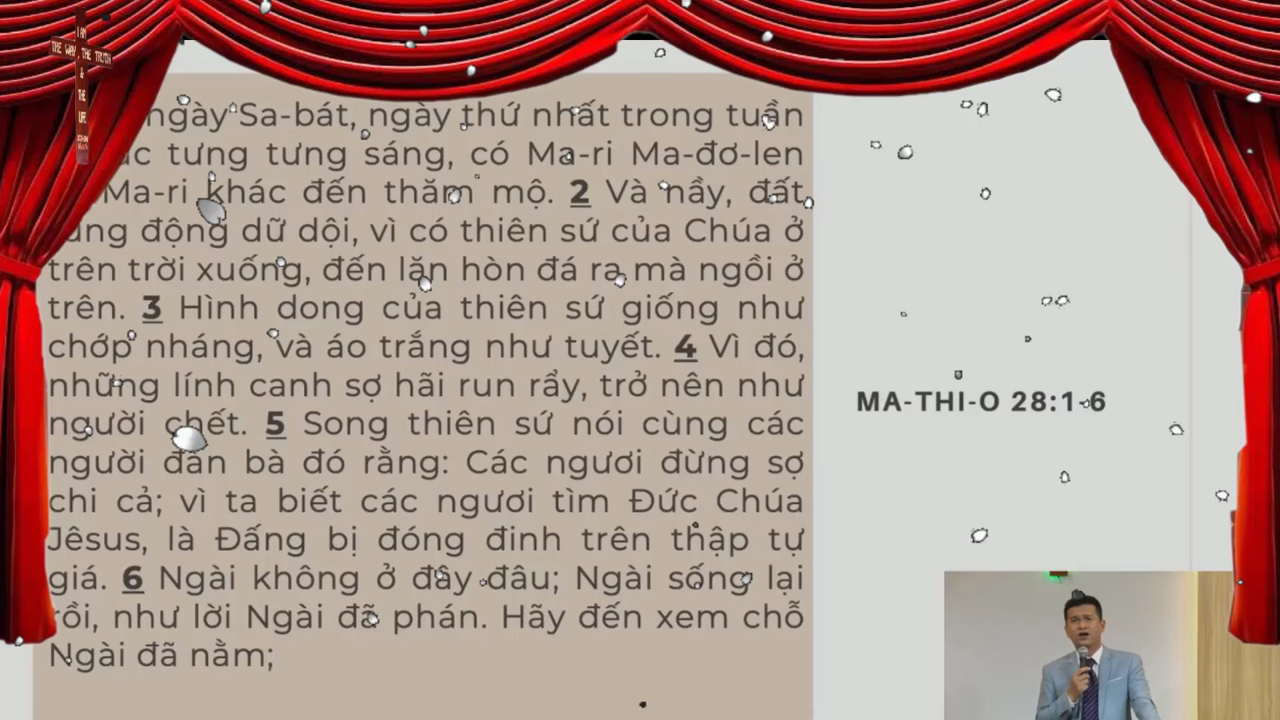 I AM
THE WAY, THE TRUTH
&
THE
LIFE
ngày Sa-bát, ngày thứ nhất trong tuần
tưng tưng sáng, có Ma-ri Ma-đơ-len
Ma-ri khác đến thăm mộ. 2 Và nầy, đất
động dữ dội, vì có thiên sứ của Chúa ở
trên trời xuống, đến lăn hòn đá ra mà ngồi ở
trên. 3 Hình dong của thiên sứ giống như
chớp nháng, và áo trắng như tuyết. 4 Vì đó,
những lính canh sợ hãi run rẩy, trở nên như
người chết. 5 Song thiên sứ nói cùng các
người đàn bà đó rằng: Các ngươi đừng sợ
chi cả; vì ta biết các ngươi tìm Đức Chúa
Jêsus, là Đấng bị đóng đinh trên thập tự
giá. 6 Ngài không ở đây đâu; Ngài sống lại
rồi, như lời Ngài đã phán. Hãy đến xem chỗ
Ngài đã nằm;
MA-THI-O 28:1-6